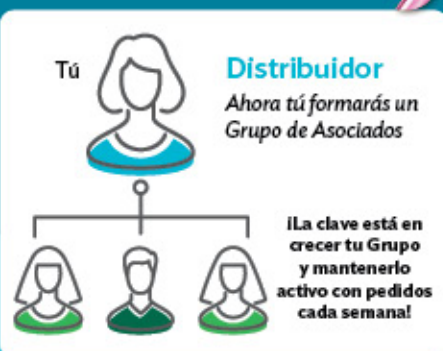 Tú
Distribuidor
Ahora tú formarás un
Grupo de Asociados
¡La clave está en
crecer tu Grupo
y mantenerlo
activo con pedidos
cada semana!